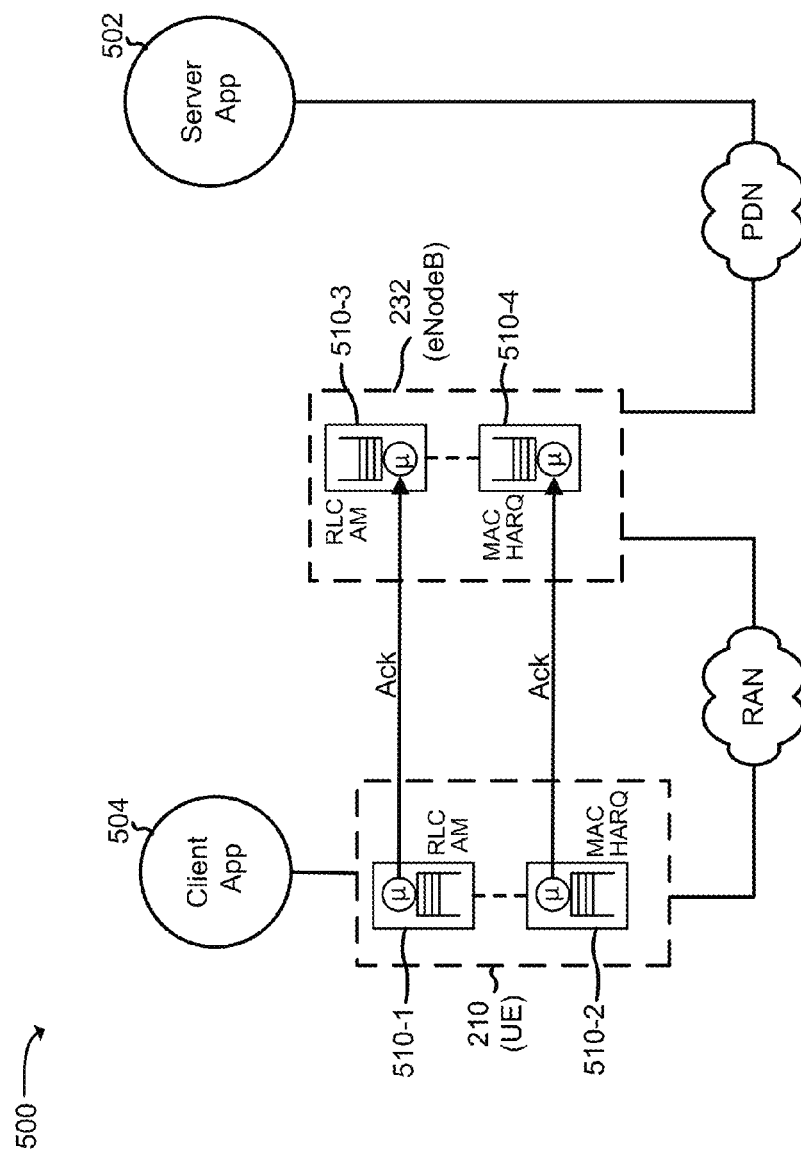 500
504
Client
App
502
Server
App
510-1
RLC
AM
210
(UE)
510-2
MAC
HARQ
Ack
Ack
RLC
AM
510-3
232
(eNodeB)
MAC
HARQ
510-4
μ
μ
μ
μ
RAN
PDN